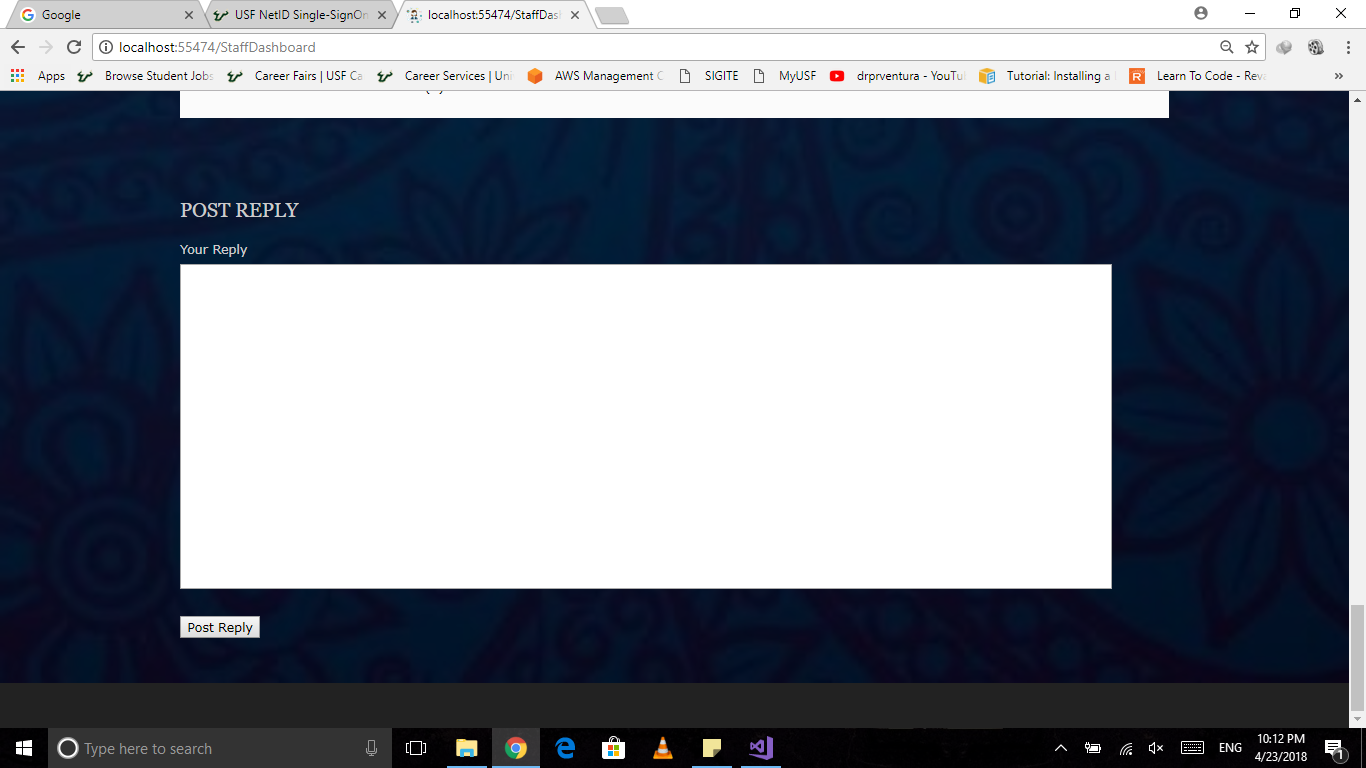 Google
USF NetID Single-SignOn
localhost:55474/StaffDas
localhost:55474/StaffDashboard
Apps
Browse Student Jobs
Career Fairs | USF Ca
Career Services | Uni
AWS Management C
SIGITE
MyUSF
drprventura - YouTu
Tutorial: Installing a
Learn To Code - Reva
»
POST REPLY
Your Reply
Post Reply
Type here to search
ENG
10:12 PM
4/23/2018
1